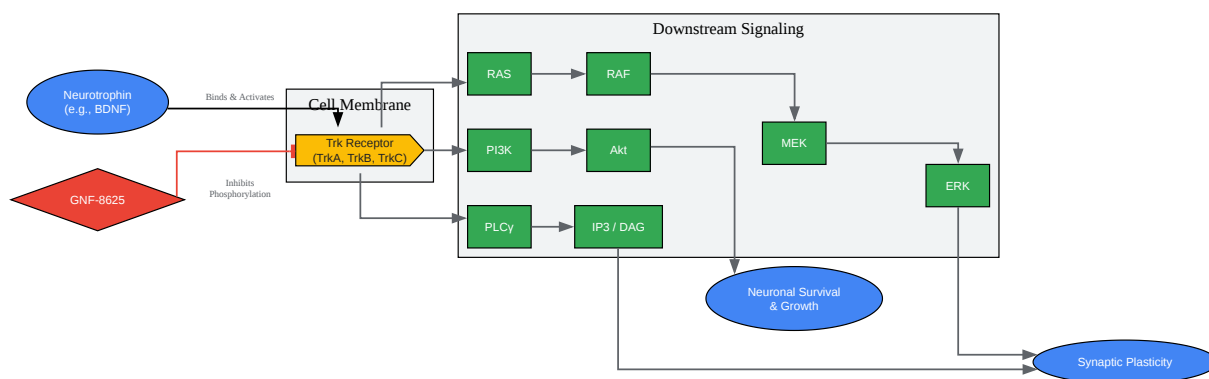 Downstream Signaling
Neurotrophin
(e.g., BDNF)
Binds & Activates
Cell Membrane
Trk Receptor
(TrkA, TrkB, TrkC)
GNF-8625
Inhibits
Phosphorylation
RAS
RAF
MEK
ERK
PI3K
Akt
PLCγ
IP3 / DAG
Neuronal Survival
& Growth
Synaptic Plasticity